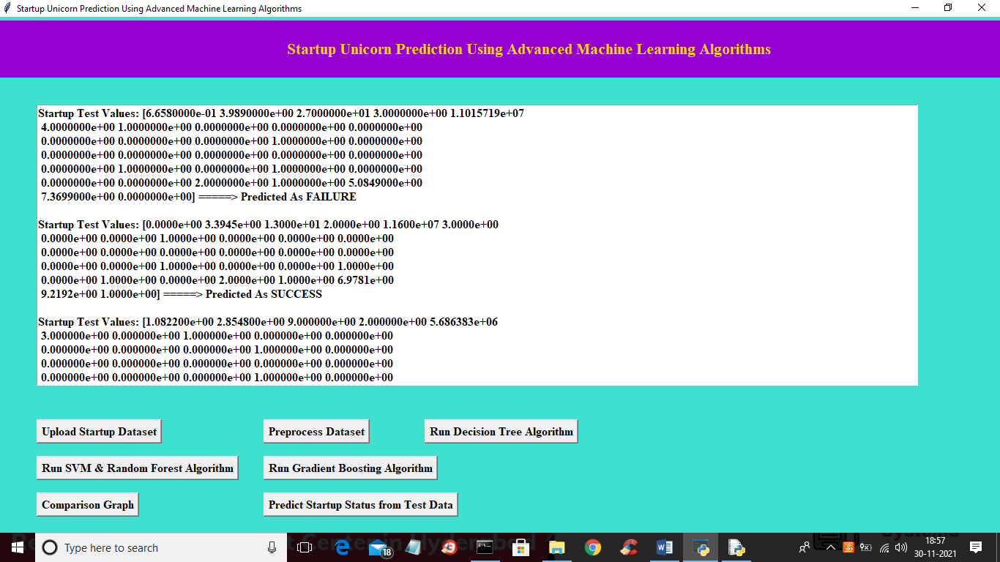 Startup Unicorn Prediction Using Advanced Machine Learning Algorithms
Startup Unicorn Prediction Using Advanced Machine Learning Algorithms
Startup Test Values: [6.6580000e-01 3.9890000e+00 2.7000000e+01 3.0000000e+00 1.1015719e+07
4.0000000e+00 1.0000000e+00 0.0000000e+00 0.0000000e+00 0.0000000e+00
0.0000000e+00 0.0000000e+00 0.0000000e+00 1.0000000e+00 0.0000000e+00
0.0000000e+00 0.0000000e+00 0.0000000e+00 0.0000000e+00 0.0000000e+00
0.0000000e+00 1.0000000e+00 0.0000000e+00 1.0000000e+00 0.0000000e+00
0.0000000e+00 0.0000000e+00 2.0000000e+00 1.0000000e+00 5.0849000e+00
7.3699000e+00 0.0000000e+00] =====> Predicted As FAILURE
Startup Test Values: [0.0000e+00 3.3945e+00 1.3000e+01 2.0000e+00 1.1600e+07 3.0000e+00
0.0000e+00 0.0000e+00 1.0000e+00 0.0000e+00 0.0000e+00 0.0000e+00
0.0000e+00 0.0000e+00 0.0000e+00 0.0000e+00 0.0000e+00 0.0000e+00
0.0000e+00 0.0000e+00 1.0000e+00 0.0000e+00 0.0000e+00 1.0000e+00
0.0000e+00 1.0000e+00 0.0000e+00 2.0000e+00 1.0000e+00 6.9781e+00
9.2192e+00 1.0000e+00] =====> Predicted As SUCCESS
Startup Test Values: [1.082200e+00 2.854800e+00 9.000000e+00 2.000000e+00 5.686383e+06
3.000000e+00 0.000000e+00 1.000000e+00 0.000000e+00 0.000000e+00
0.000000e+00 0.000000e+00 0.000000e+00 1.000000e+00 0.000000e+00
0.000000e+00 0.000000e+00 0.000000e+00 0.000000e+00 0.000000e+00
0.000000e+00 0.000000e+00 0.000000e+00 1.000000e+00 0.000000e+00
Upload Startup Dataset
Preprocess Dataset
Run Decision Tree Algorithm
Run SVM & Random Forest Algorithm
Run Gradient Boosting Algorithm
Comparison Graph
Predict Startup Status from Test Data
Type here to search
18
18:57
30-11-2021